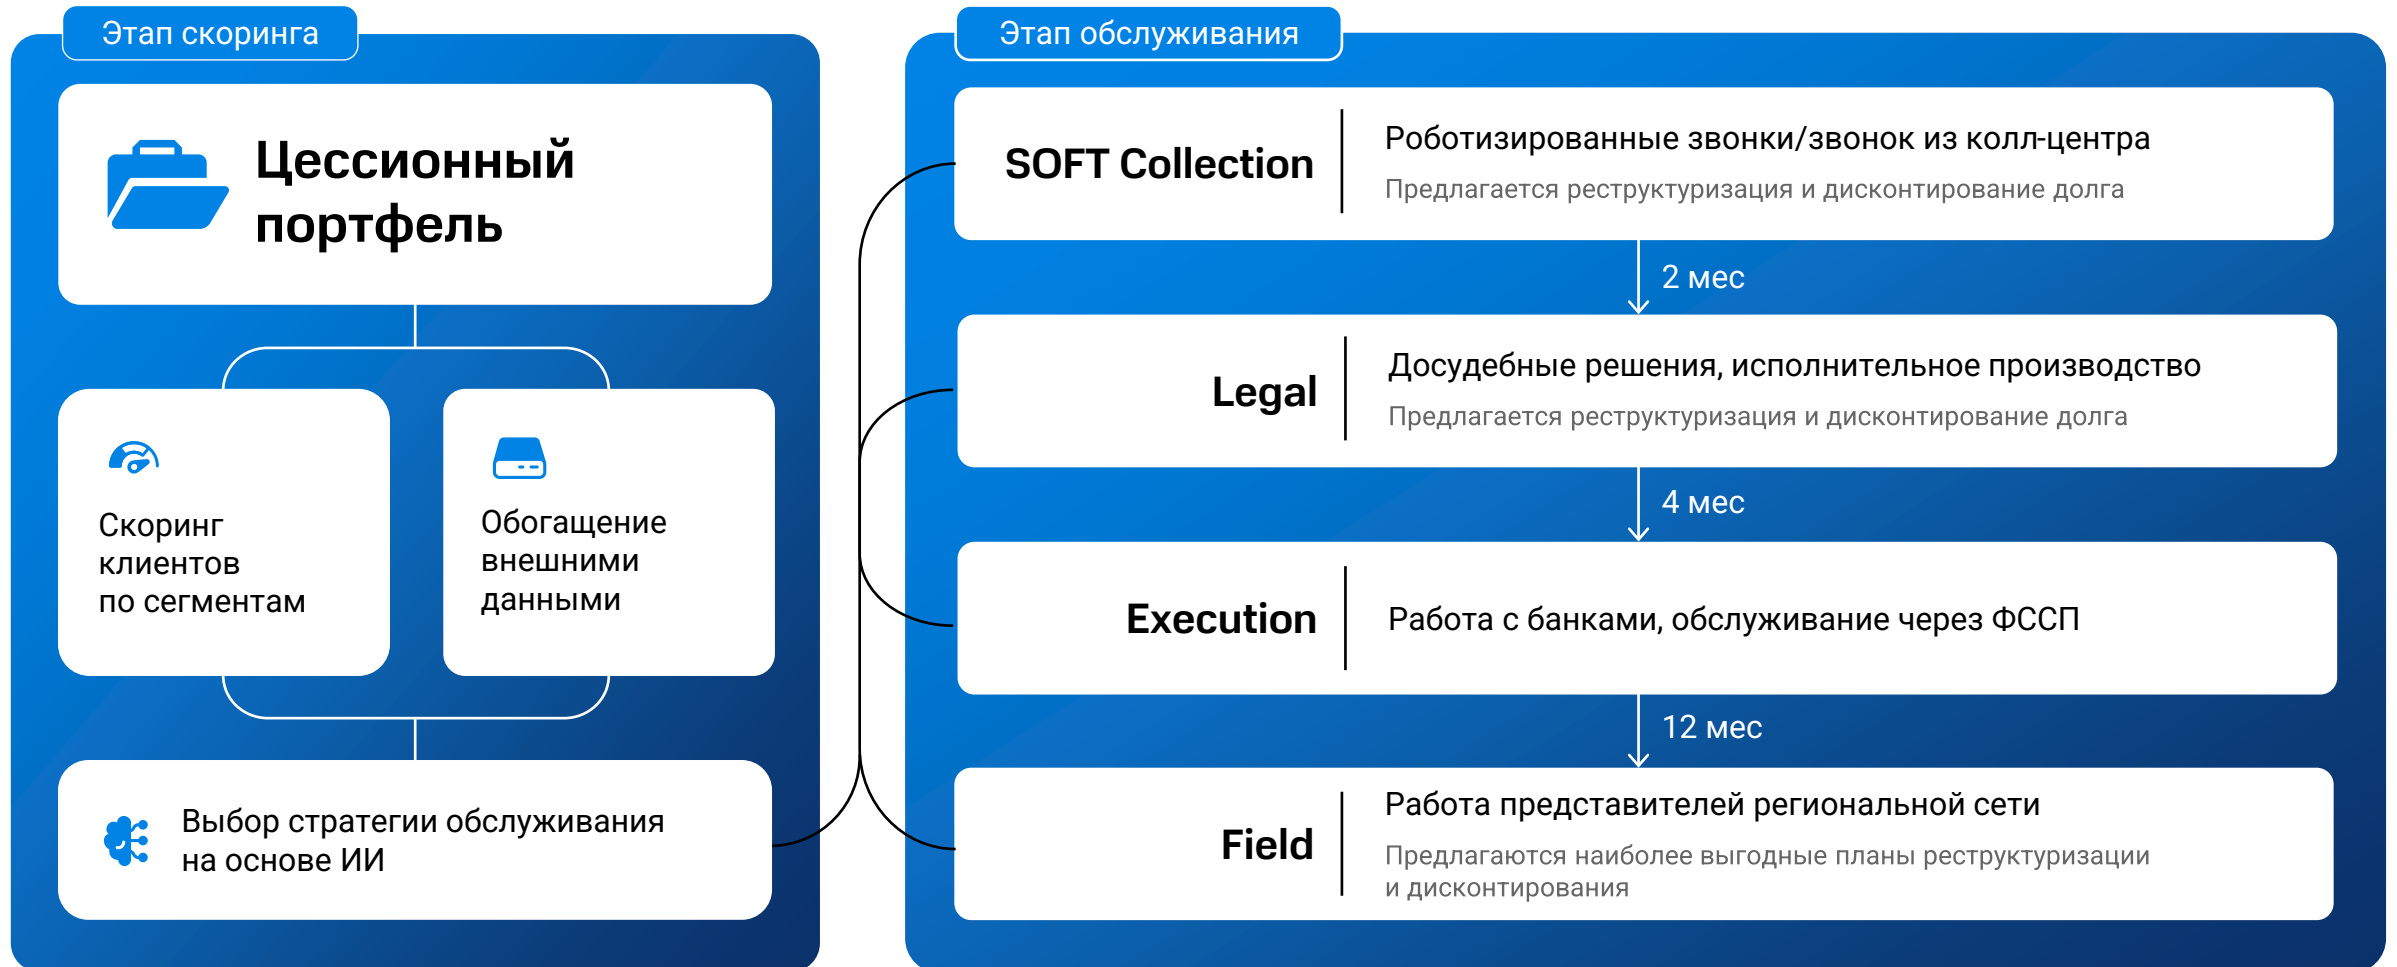 Этап скоринга
Цессионный
портфель
Скоринг
клиентов
по сегментам
Обогащение
внешними
данными
Выбор стратегии обслуживания
на основе ИИ
Этап обслуживания
SOFT Collection
Роботизированные звонки/звонок из колл-центра
Предлагается реструктуризация и дисконтирование долга
2 мес
Legal
Досудебные решения, исполнительное производство
Предлагается реструктуризация и дисконтирование долга
4 мес
Execution
Работа с банками, обслуживание через ФССП
12 мес
Field
Работа представителей региональной сети
Предлагаются наиболее выгодные планы реструктуризации
и дисконтирования